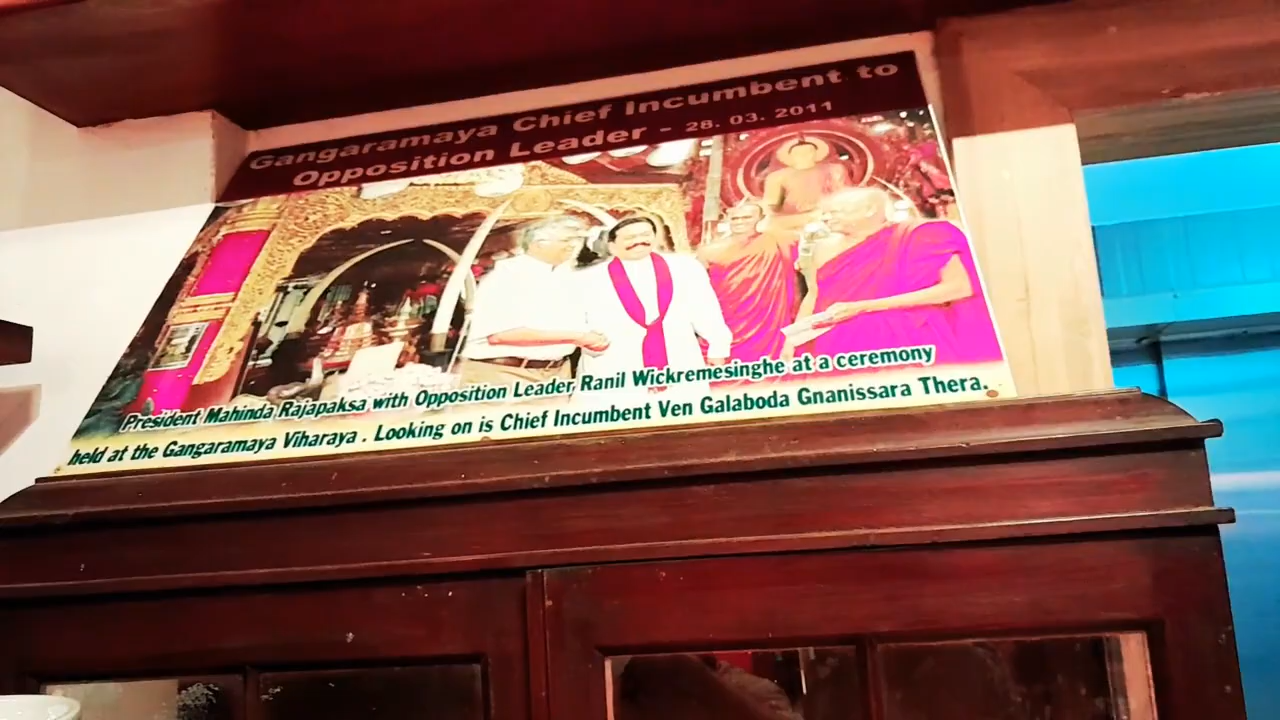 Gangaramaya Chief Incumbent to
Opposition Leader - 28. 03. 2011
President Mahinda Rajapaksa with Opposition Leader, Ranil Wickremesinghe at a ceremony
held at the Gangaramaya Viharaya . Looking on is Chief Incumbent Ven Galaboda Gnanissara Thera.